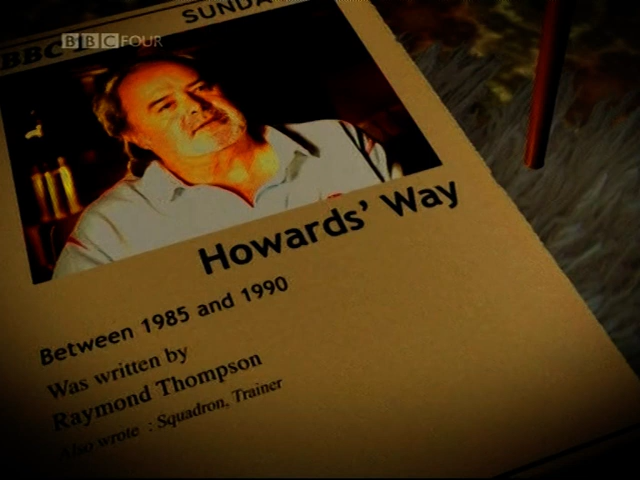 SUNDA
BBC
BBC FOUR
Howards' Way
Between 1985 and 1990
Was written by
Raymond Thompson
Also wrote : Squadron, Trainer